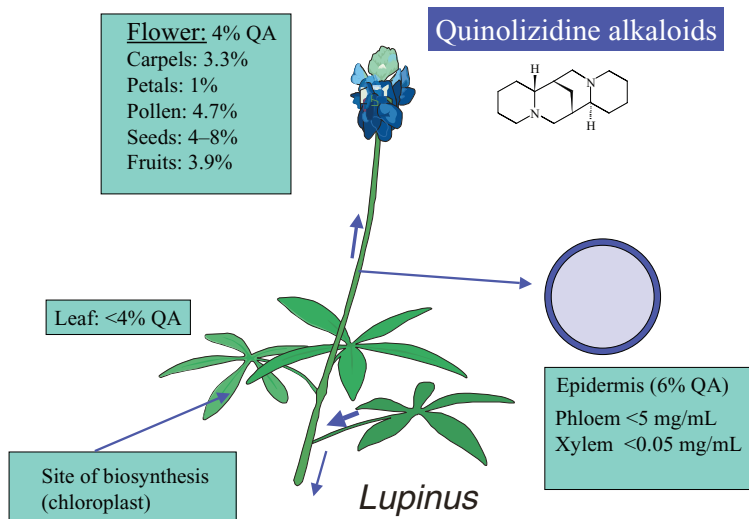 Flower: 4% QA
Carpels: 3.3%
Petals: 1%
Pollen: 4.7%
Seeds: 4–8%
Fruits: 3.9%
Quinolizidine alkaloids
H
N
N
H
Leaf: <4% QA
Epidermis (6% QA)
Phloem <5 mg/mL
Xylem <0.05 mg/mL
Site of biosynthesis
(chloroplast)
Lupinus